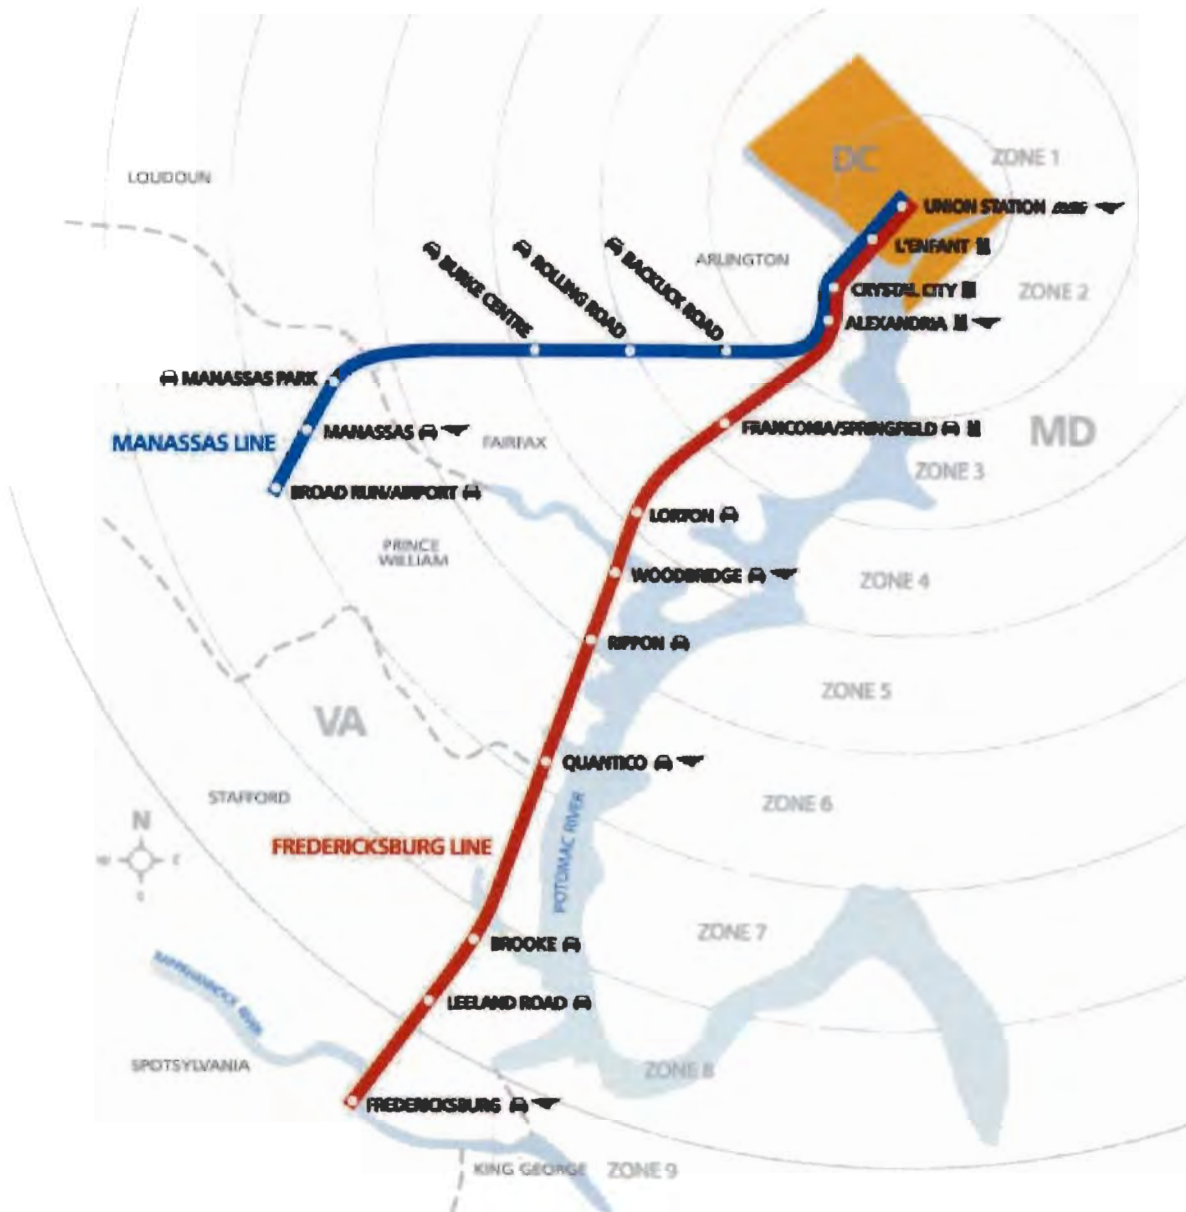 LOUDOUN
DC
ZONE 1
UNION STATION
L'ENFANT
ARLINGTON
CRYSTAL CITY
ZONE 2
ALEXANDRIA
BURKE CENTRE
ROLLING ROAD
BACKLICK ROAD
MANASSAS PARK
MANASSAS LINE
MANASSAS
FAIRFAX
FRANCONIA/SPRINGFIELD
MD
ZONE 3
BROAD RUN/AIRPORT
LORTON
PRINCE
WILLIAM
WOODBRIDGE
ZONE 4
RIPPON
ZONE 5
VA
QUANTICO
STAFFORD
ZONE 6
N
FREDERICKSBURG LINE
POTOMAC RIVER
ZONE 7
BROOKE
LEELAND ROAD
RAPPAHANNOCK RIVER
SPOTSYLVANIA
ZONE 8
FREDERICKSBURG
KING GEORGE
ZONE 9